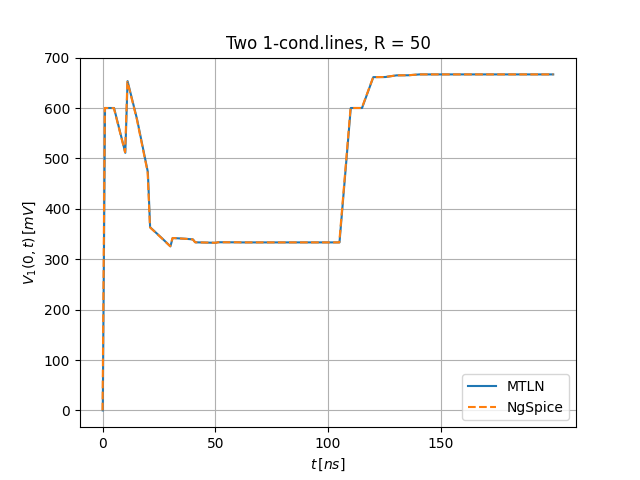 Two 1-cond.lines, R = 50
V₁(0, t) [mV]
700
600
500
400
300
200
100
0
0 50 100 150
t [ns]
MTLN
NgSpice